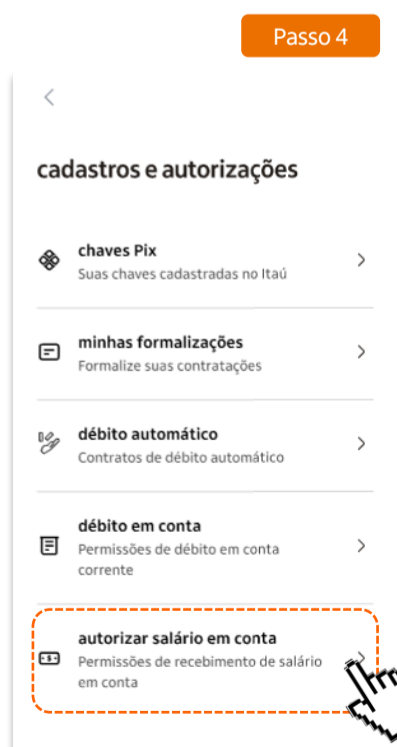 Passo 4
cadastros e autorizações
chaves Pix
Suas chaves cadastradas no Itaú
minhas formalizações
Formalize suas contratações
débito automático
Contratos de débito automático
débito em conta
Permissões de débito em conta
corrente
autorizar salário em conta
Permissões de recebimento de salário
em conta